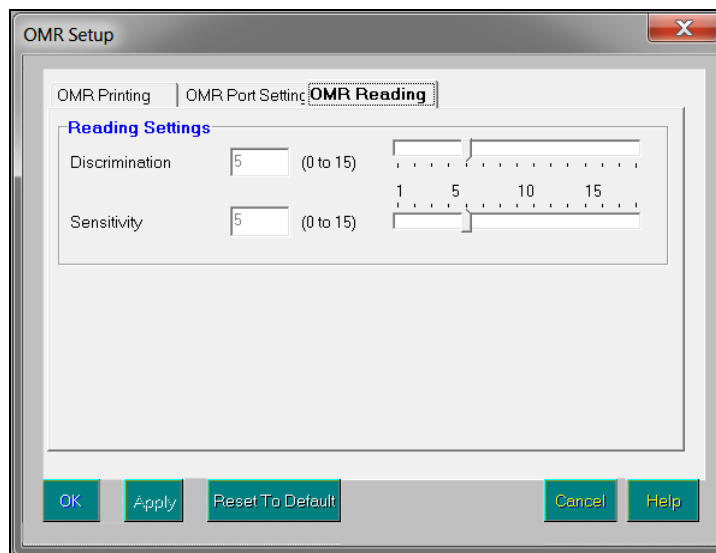 OMR Setup
OMR Printing OMR Port Setting OMR Reading
Reading Settings
Discrimination 5 (0 to 15)
1 5 10 15
Sensitivity 5 (0 to 15)
OK Apply Reset To Default Cancel Help